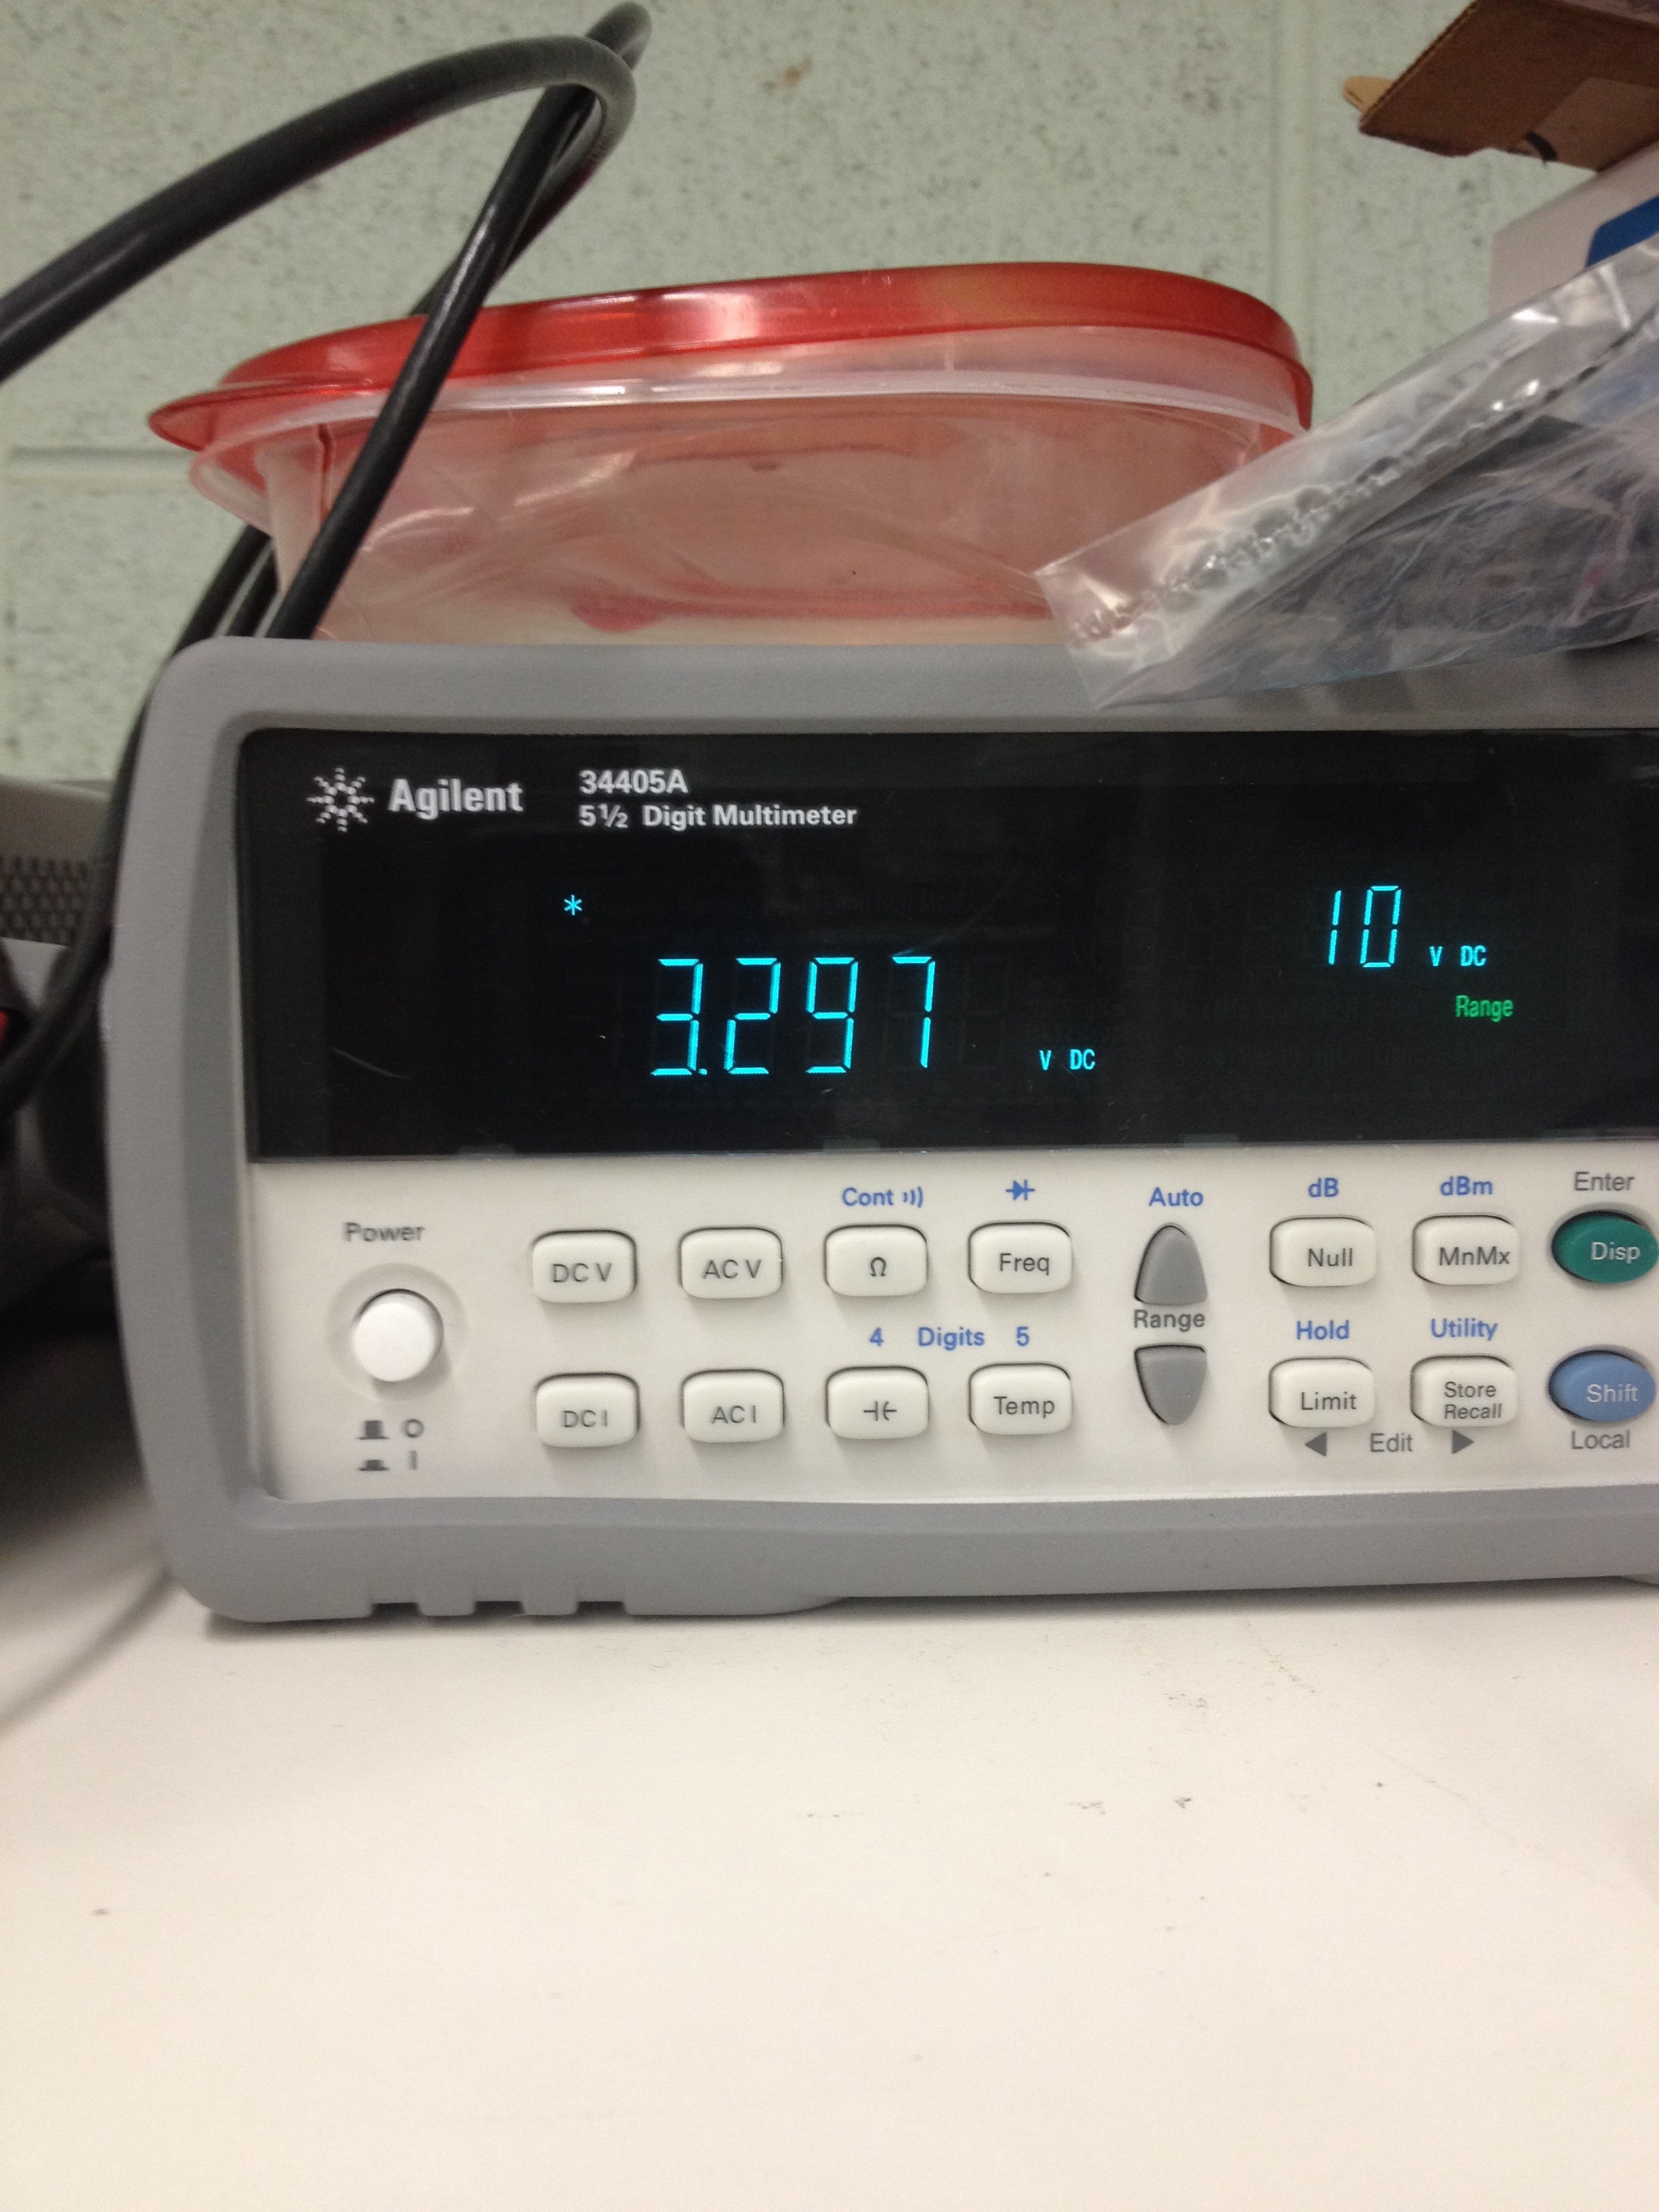 Agilent
34405A
5½ Digit Multimeter
*
10 V DC
Range
3.297 V DC
Cont
Auto
dB
dBm
Enter
Power
DC V
AC V
Ω
Freq
Null
MnMx
Disp
Range
4 Digits 5
Hold
Utility
DC I
AC I
Temp
Limit
Store
Recall
Shift
O
I
Edit
Local